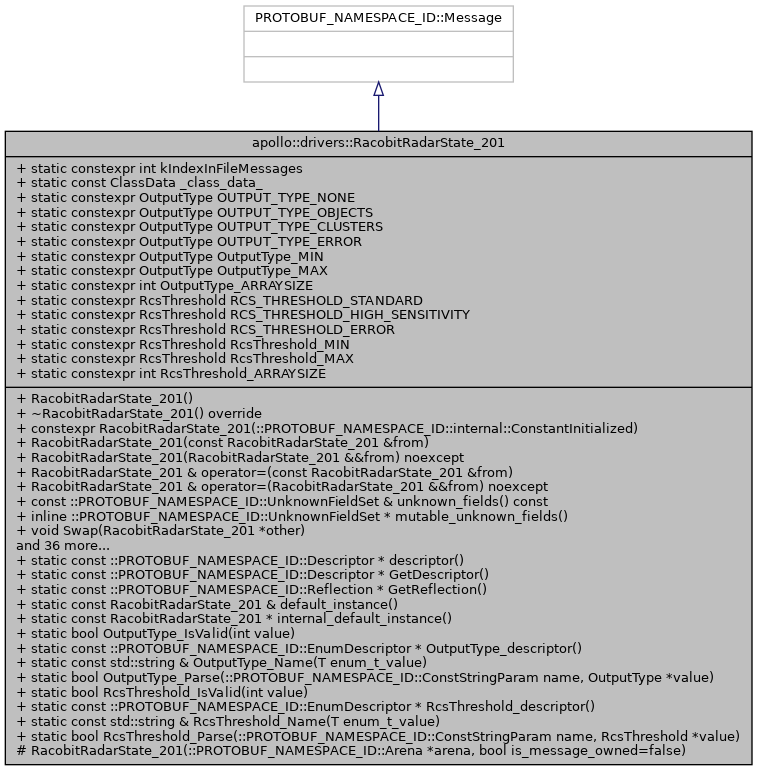 PROTOBUF_NAMESPACE_ID::Message
apollo::drivers::RacobitRadarState_201
+ static constexpr int kIndexInFileMessages
+ static const ClassData _class_data_
+ static constexpr OutputType OUTPUT_TYPE_NONE
+ static constexpr OutputType OUTPUT_TYPE_OBJECTS
+ static constexpr OutputType OUTPUT_TYPE_CLUSTERS
+ static constexpr OutputType OUTPUT_TYPE_ERROR
+ static constexpr OutputType OutputType_MIN
+ static constexpr OutputType OutputType_MAX
+ static constexpr int OutputType_ARRAYSIZE
+ static constexpr RcsThreshold RCS_THRESHOLD_STANDARD
+ static constexpr RcsThreshold RCS_THRESHOLD_HIGH_SENSITIVITY
+ static constexpr RcsThreshold RCS_THRESHOLD_ERROR
+ static constexpr RcsThreshold RcsThreshold_MIN
+ static constexpr RcsThreshold RcsThreshold_MAX
+ static constexpr int RcsThreshold_ARRAYSIZE
+ RacobitRadarState_201()
+ ~RacobitRadarState_201() override
+ constexpr RacobitRadarState_201(::PROTOBUF_NAMESPACE_ID::internal::ConstantInitialized)
+ RacobitRadarState_201(const RacobitRadarState_201 &from)
+ RacobitRadarState_201(RacobitRadarState_201 &&from) noexcept
+ RacobitRadarState_201 & operator=(const RacobitRadarState_201 &from)
+ RacobitRadarState_201 & operator=(RacobitRadarState_201 &&from) noexcept
+ const ::PROTOBUF_NAMESPACE_ID::UnknownFieldSet & unknown_fields() const
+ inline ::PROTOBUF_NAMESPACE_ID::UnknownFieldSet * mutable_unknown_fields()
+ void Swap(RacobitRadarState_201 *other)
and 36 more...
+ static const ::PROTOBUF_NAMESPACE_ID::Descriptor * descriptor()
+ static const ::PROTOBUF_NAMESPACE_ID::Descriptor * GetDescriptor()
+ static const ::PROTOBUF_NAMESPACE_ID::Reflection * GetReflection()
+ static const RacobitRadarState_201 & default_instance()
+ static const RacobitRadarState_201 * internal_default_instance()
+ static bool OutputType_IsValid(int value)
+ static const ::PROTOBUF_NAMESPACE_ID::EnumDescriptor * OutputType_descriptor()
+ static const std::string & OutputType_Name(T enum_t_value)
+ static bool OutputType_Parse(::PROTOBUF_NAMESPACE_ID::ConstStringParam name, OutputType *value)
+ static bool RcsThreshold_IsValid(int value)
+ static const ::PROTOBUF_NAMESPACE_ID::EnumDescriptor * RcsThreshold_descriptor()
+ static const std::string & RcsThreshold_Name(T enum_t_value)
+ static bool RcsThreshold_Parse(::PROTOBUF_NAMESPACE_ID::ConstStringParam name, RcsThreshold *value)
# RacobitRadarState_201(::PROTOBUF_NAMESPACE_ID::Arena *arena, bool is_message_owned=false)